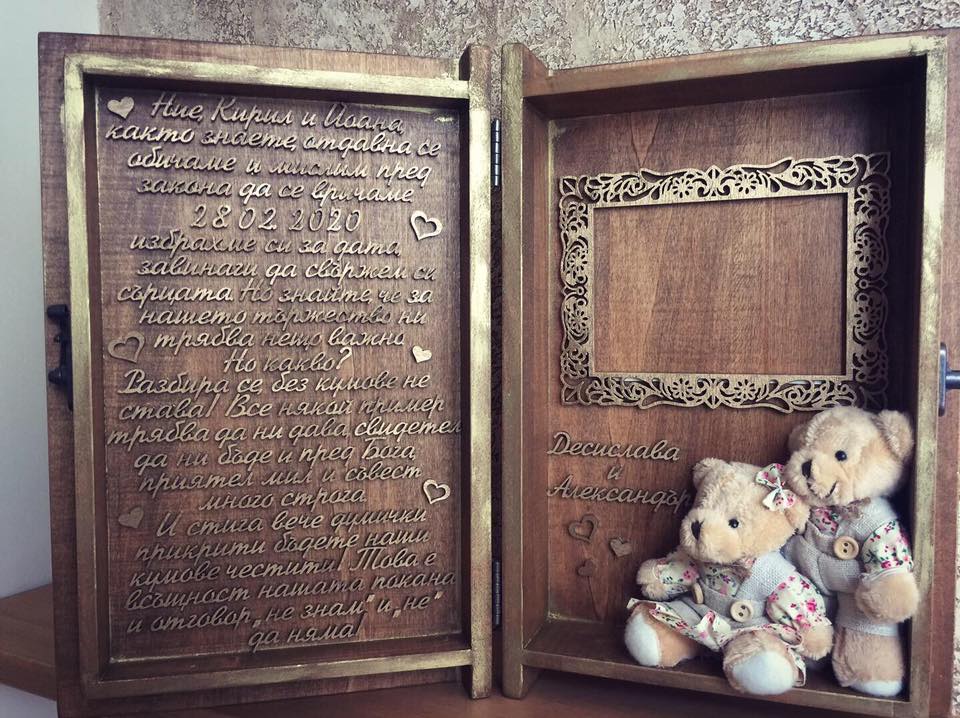 Ние, Кирил и Йоана,
както знаете, отдавна се
обичаме и мислим пред
закона да се вричаме
28.02.2020
избрахме си за дата,
завинаги да свържем си
сърцата. Но знайте, че за
нашето тържество ни
трябва нещо важно
Но какво?
Разбира се без кумове не
става! Все някой пример
трябва да ни дава, свидетел
да ни бъде и пред Бога,
приятел мил и съвест
много строга.
И стига вече думички
прикрити бъдете наши
кумове честити! Това е
всъщност нашата покана
и отговор „не знам“ и „не“
да няма!
Десислава
и
Александър